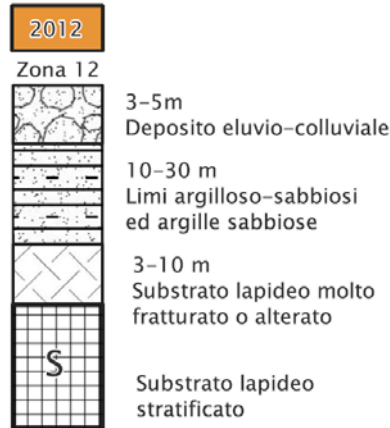 2012
Zona 12
3-5m
Deposito eluvio-colluviale
10-30 m
Limi argilloso-sabbiosi
ed argille sabbiose
3-10 m
Substrato lapideo molto
fratturato o alterato
S
Substrato lapideo
stratificato